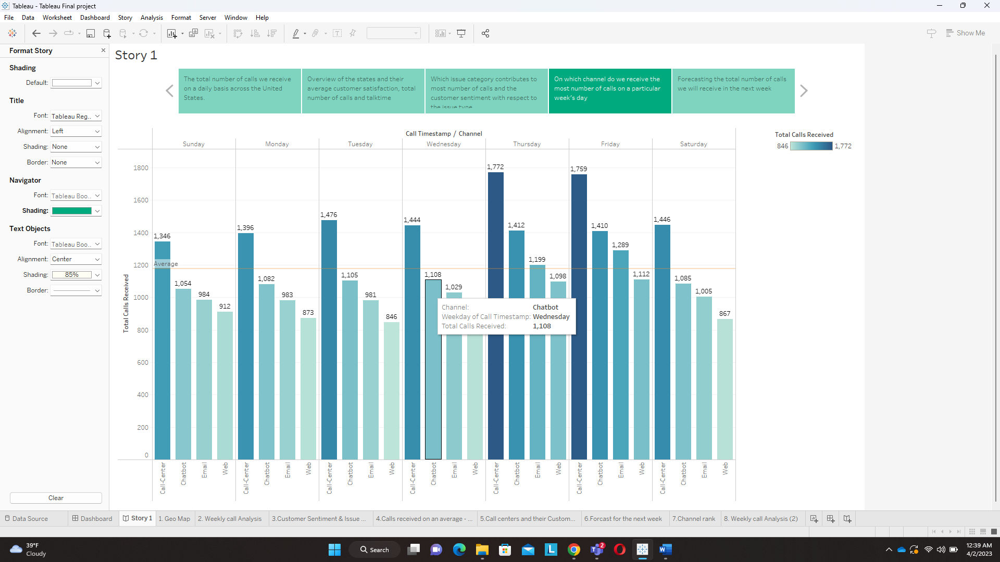 Tableau - Tableau Final project
File Data Worksheet Dashboard Story Analysis Format Server Window Help
Show Me
Format Story
Shading
Default:
Title
Font: Tableau Reg..
Alignment: Left
Shading: None
Border: None
Navigator
Font: Tableau Boo..
Shading:
Text Objects
Font: Tableau Boo..
Alignment: Center
Shading: 85%
Border:
Clear
Story 1
The total number of calls we receive
on a daily basis across the United
States.
Overview of the states and their
average customer satisfaction, total
number of calls and talktime
Which issue category contributes to
most number of calls and the
customer sentiment with respect to
the issue type
On which channel do we receive the
most number of calls on a particular
week's day
Forecasting the total number of calls
we will receive in the next week
Call Timestamp / Channel
Sunday Monday Tuesday Wednesday Thursday Friday Saturday
Total Calls Received
846 1,772
Total Calls Received
1800
1600
1400
1200
1000
800
600
400
200
0
Average
1,346 1,054 984 912
1,396 1,082 983 873
1,476 1,105 981 846
1,444 1,108 1,029
1,772 1,412 1,199 1,098
1,759 1,410 1,289 1,112
1,446 1,085 1,005 867
Channel: Chatbot
Weekday of Call Timestamp: Wednesday
Total Calls Received: 1,108
Call-Center Chatbot Email Web
Call-Center Chatbot Email Web
Call-Center Chatbot Email Web
Call-Center Chatbot Email Web
Call-Center Chatbot Email Web
Call-Center Chatbot Email Web
Call-Center Chatbot Email Web
Data Source Dashboard Story 1 1. Geo Map 2. Weekly call Analysis 3.Customer Sentiment & Issue ... 4.Calls received on an average - ... 5.Call centers and their Custom... 6.Forcast for the next week 7.Channel rank 8. Weekly call Analysis (2)
39°F
Cloudy
Search
2
12:39 AM
4/2/2023